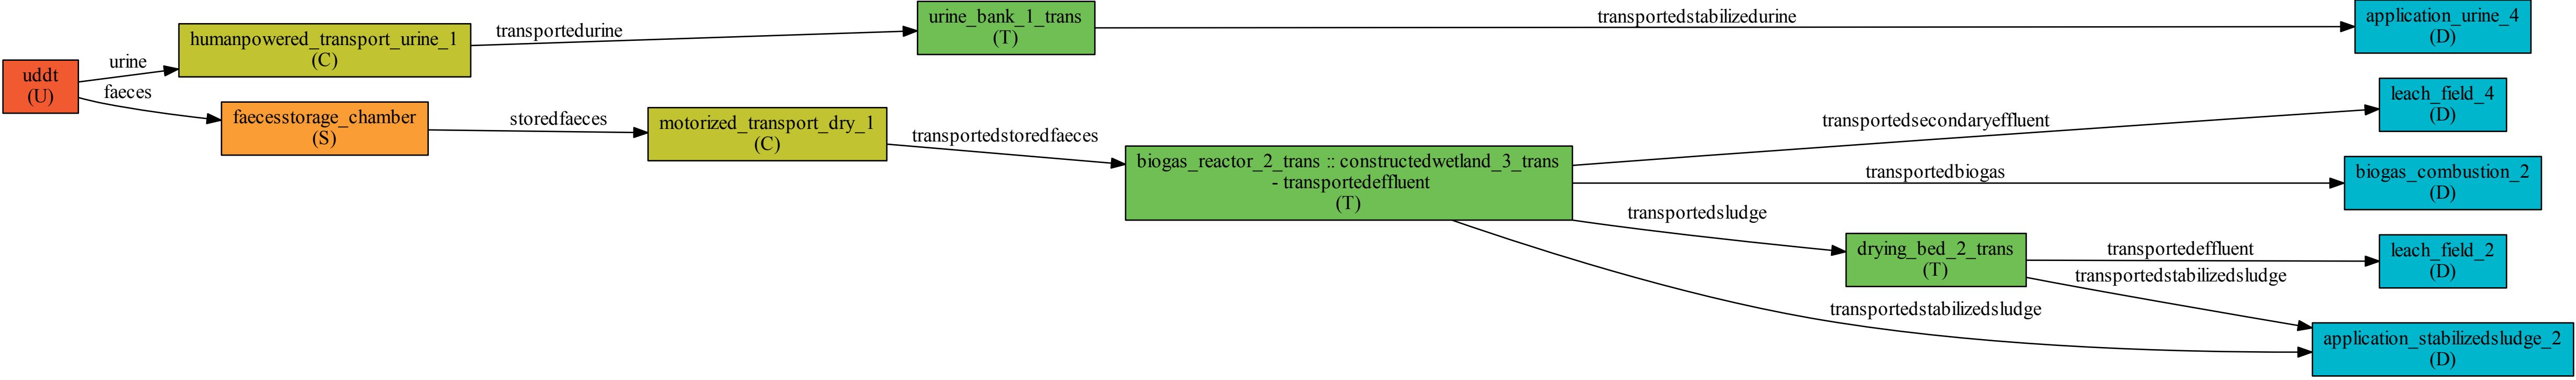 uddt
(U)
urine
faeces
humanpowered_transport_urine_1
(C)
faecesstorage_chamber
(S)
transportedurine
storedfaeces
motorized_transport_dry_1
(C)
urine_bank_1_trans
(T)
transportedstoredfaeces
biogas_reactor_2_trans :: constructedwetland_3_trans
- transportedeffluent
(T)
transportedstabilizedurine
transportedsecondaryeffluent
transportedbiogas
transportedsludge
transportedstabilizedsludge
drying_bed_2_trans
(T)
transportedeffluent
transportedstabilizedsludge
application_urine_4
(D)
leach_field_4
(D)
biogas_combustion_2
(D)
leach_field_2
(D)
application_stabilizedsludge_2
(D)